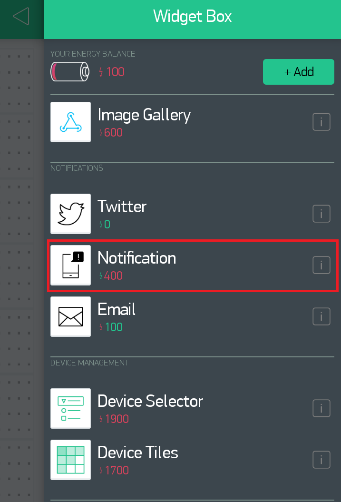 Widget Box
YOUR ENERGY BALANCE
100
+ Add
Image Gallery
600
i
NOTIFICATIONS
Twitter
0
i
Notification
400
i
Email
100
i
DEVICE MANAGEMENT
Device Selector
1900
i
Device Tiles
1700
i